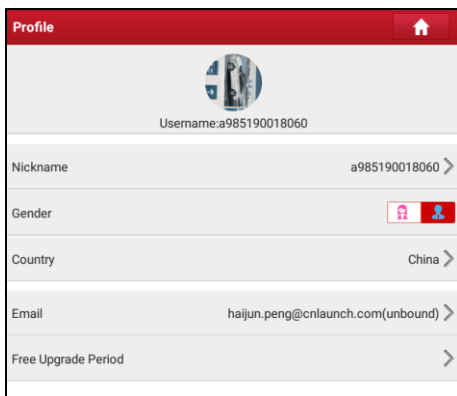 Profile
Username:a985190018060
Nickname a985190018060
Gender
Country China
Email haijun.peng@cnlaunch.com(unbound)
Free Upgrade Period